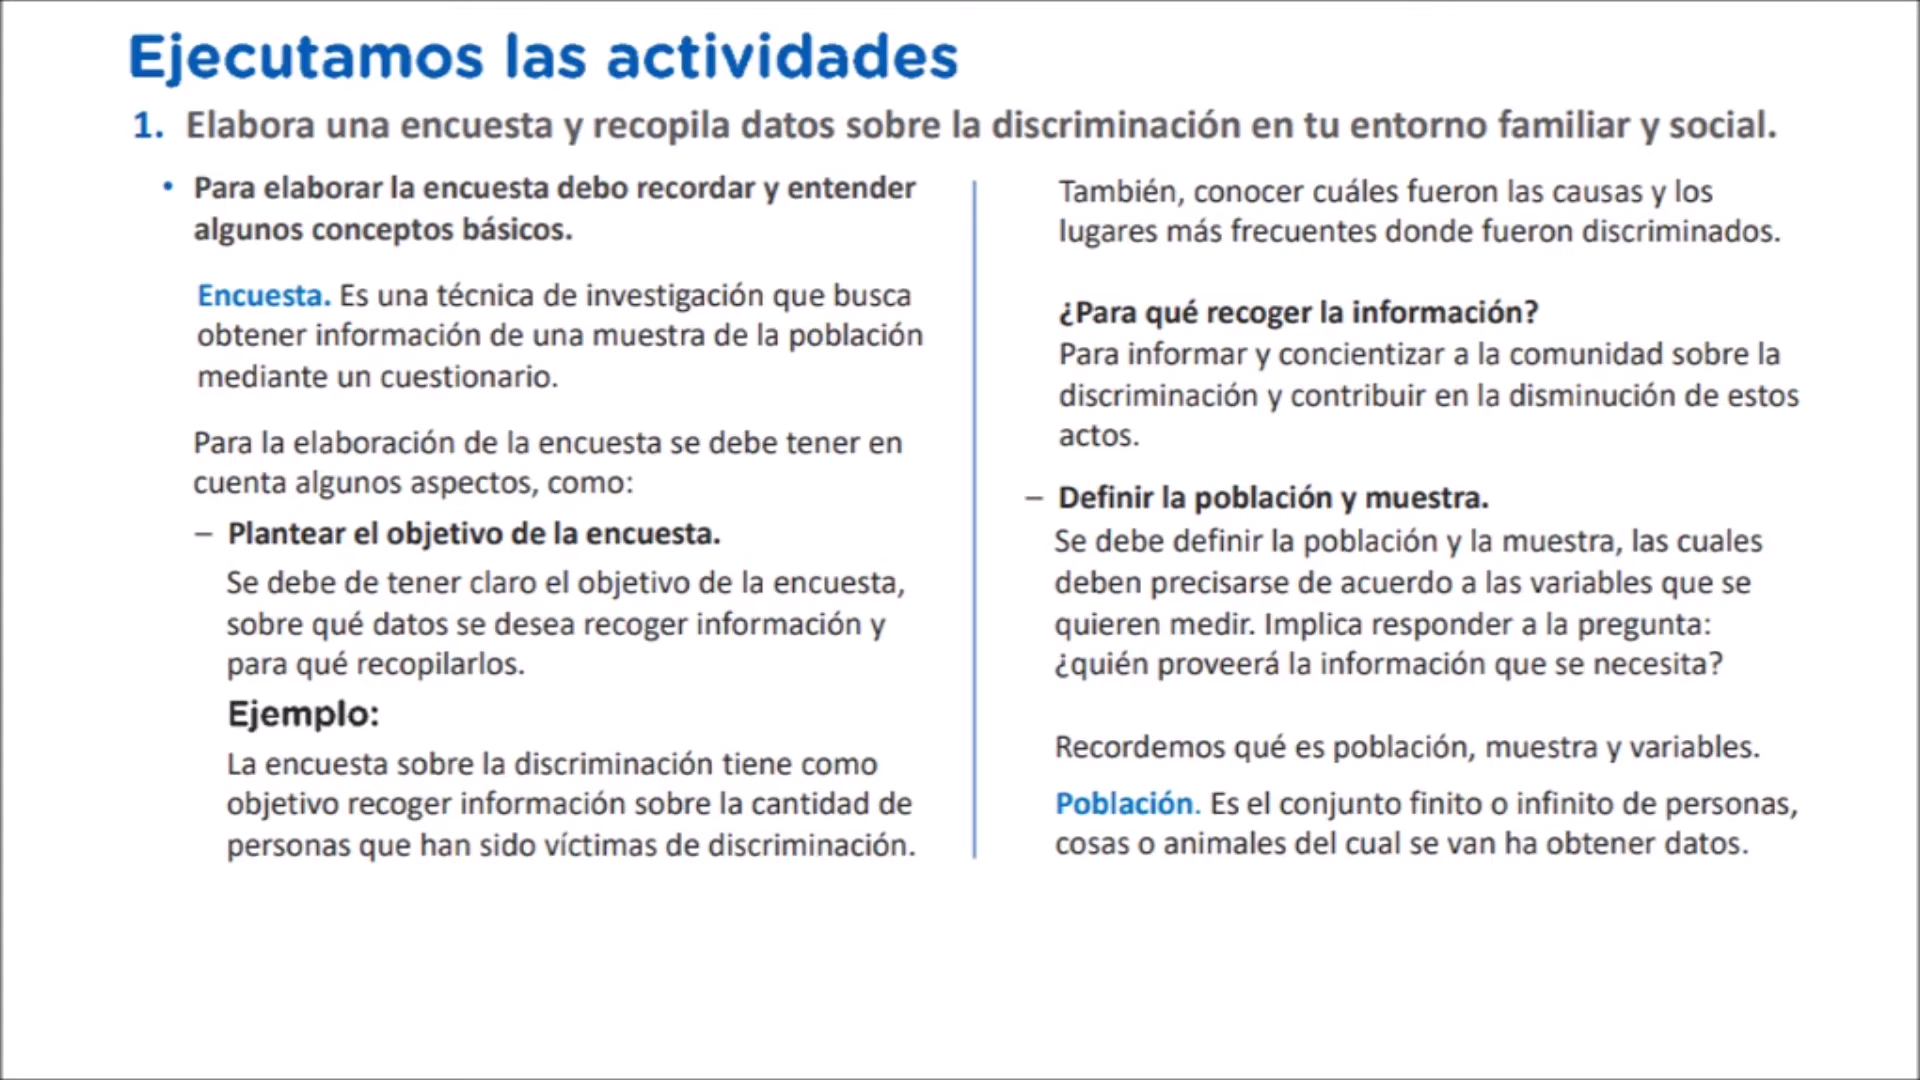 Ejecutamos las actividades
1. Elabora una encuesta y recopila datos sobre la discriminación en tu entorno familiar y social.
• Para elaborar la encuesta debo recordar y entender
algunos conceptos básicos.
Encuesta. Es una técnica de investigación que busca
obtener información de una muestra de la población
mediante un cuestionario.
Para la elaboración de la encuesta se debe tener en
cuenta algunos aspectos, como:
– Plantear el objetivo de la encuesta.
Se debe de tener claro el objetivo de la encuesta,
sobre qué datos se desea recoger información y
para qué recopilarlos.
Ejemplo:
La encuesta sobre la discriminación tiene como
objetivo recoger información sobre la cantidad de
personas que han sido víctimas de discriminación.
También, conocer cuáles fueron las causas y los
lugares más frecuentes donde fueron discriminados.
¿Para qué recoger la información?
Para informar y concientizar a la comunidad sobre la
discriminación y contribuir en la disminución de estos
actos.
– Definir la población y muestra.
Se debe definir la población y la muestra, las cuales
deben precisarse de acuerdo a las variables que se
quieren medir. Implica responder a la pregunta:
¿quién proveerá la información que se necesita?
Recordemos qué es población, muestra y variables.
Población. Es el conjunto finito o infinito de personas,
cosas o animales del cual se van ha obtener datos.